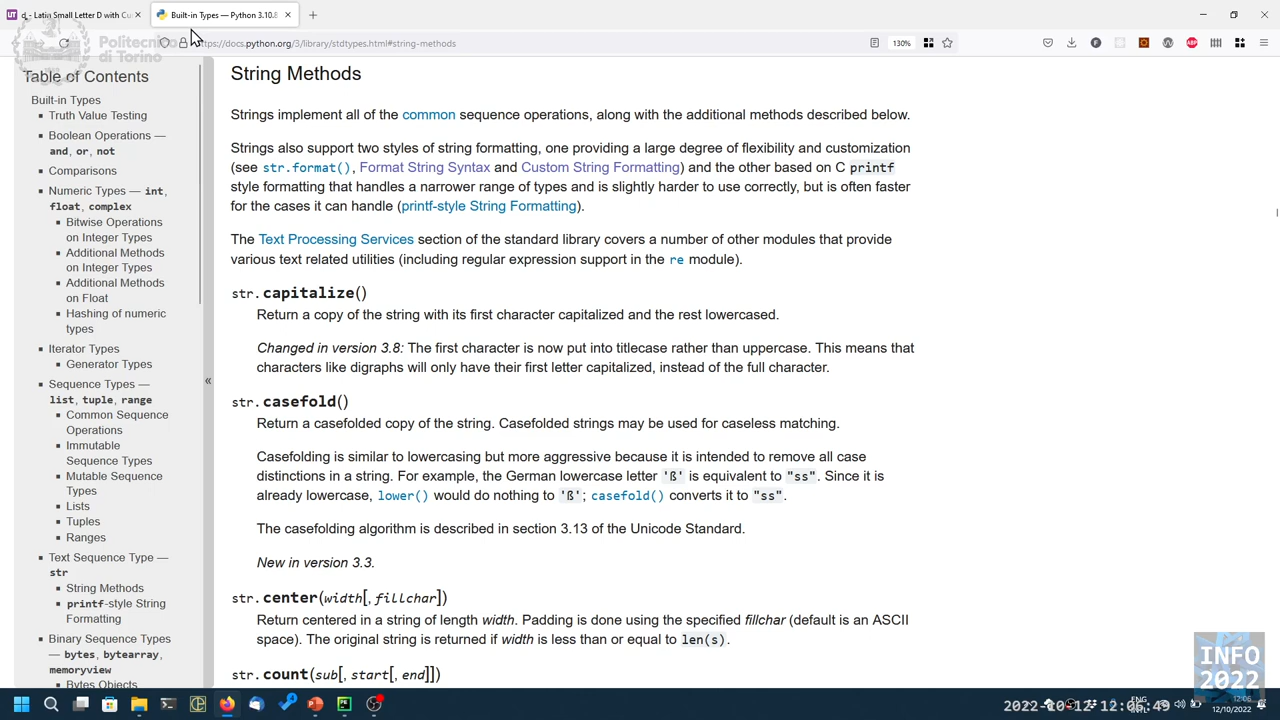 d - Latin Small Letter D with Cu
Built-in Types — Python 3.10.8
https://docs.python.org/3/library/stdtypes.html#string-methods
130%
Politecnico
di Torino
Table of Contents
Built-in Types
Truth Value Testing
Boolean Operations —
and, or, not
Comparisons
Numeric Types — int,
float, complex
Bitwise Operations
on Integer Types
Additional Methods
on Integer Types
Additional Methods
on Float
Hashing of numeric
types
Iterator Types
Generator Types
Sequence Types —
list, tuple, range
Common Sequence
Operations
Immutable
Sequence Types
Mutable Sequence
Types
Lists
Tuples
Ranges
Text Sequence Type —
str
String Methods
printf-style String
Formatting
Binary Sequence Types
— bytes, bytearray,
memoryview
Bytes Objects
«
String Methods
Strings implement all of the common sequence operations, along with the additional methods described below.
Strings also support two styles of string formatting, one providing a large degree of flexibility and customization
(see str.format(), Format String Syntax and Custom String Formatting) and the other based on C printf
style formatting that handles a narrower range of types and is slightly harder to use correctly, but is often faster
for the cases it can handle (printf-style String Formatting).
The Text Processing Services section of the standard library covers a number of other modules that provide
various text related utilities (including regular expression support in the re module).
str.capitalize()
Return a copy of the string with its first character capitalized and the rest lowercased.
Changed in version 3.8: The first character is now put into titlecase rather than uppercase. This means that
characters like digraphs will only have their first letter capitalized, instead of the full character.
str.casefold()
Return a casefolded copy of the string. Casefolded strings may be used for caseless matching.
Casefolding is similar to lowercasing but more aggressive because it is intended to remove all case
distinctions in a string. For example, the German lowercase letter 'ß' is equivalent to "ss". Since it is
already lowercase, lower() would do nothing to 'ß'; casefold() converts it to "ss".
The casefolding algorithm is described in section 3.13 of the Unicode Standard.
New in version 3.3.
str.center(width[, fillchar])
Return centered in a string of length width. Padding is done using the specified fillchar (default is an ASCII
space). The original string is returned if width is less than or equal to len(s).
str.count(sub[, start[, end]])
INFO
2022
2022-10-12 12:05:49
ENG
12:06
12/10/2022